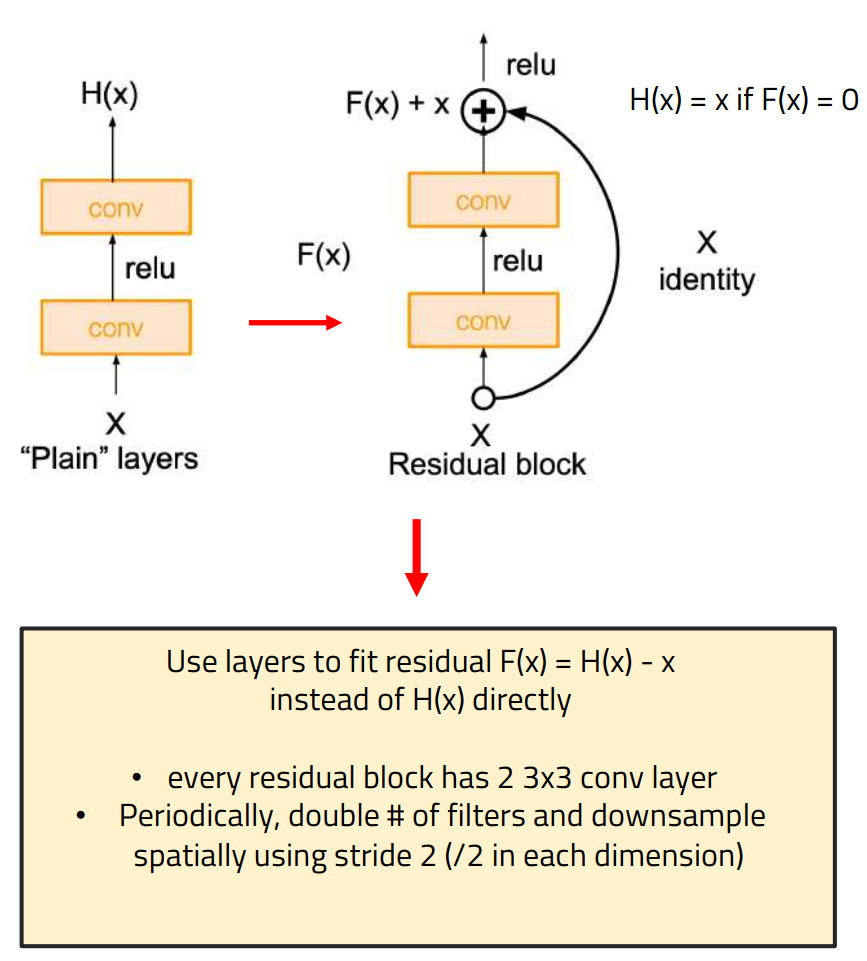 H(x)
conv
relu
conv
X
“Plain” layers
relu
F(x) + x
H(x) = x if F(x) = 0
conv
F(x)
relu
X
identity
conv
X
Residual block
Use layers to fit residual F(x) = H(x) - x
instead of H(x) directly
• every residual block has 2 3x3 conv layer
• Periodically, double # of filters and downsample
spatially using stride 2 (/2 in each dimension)